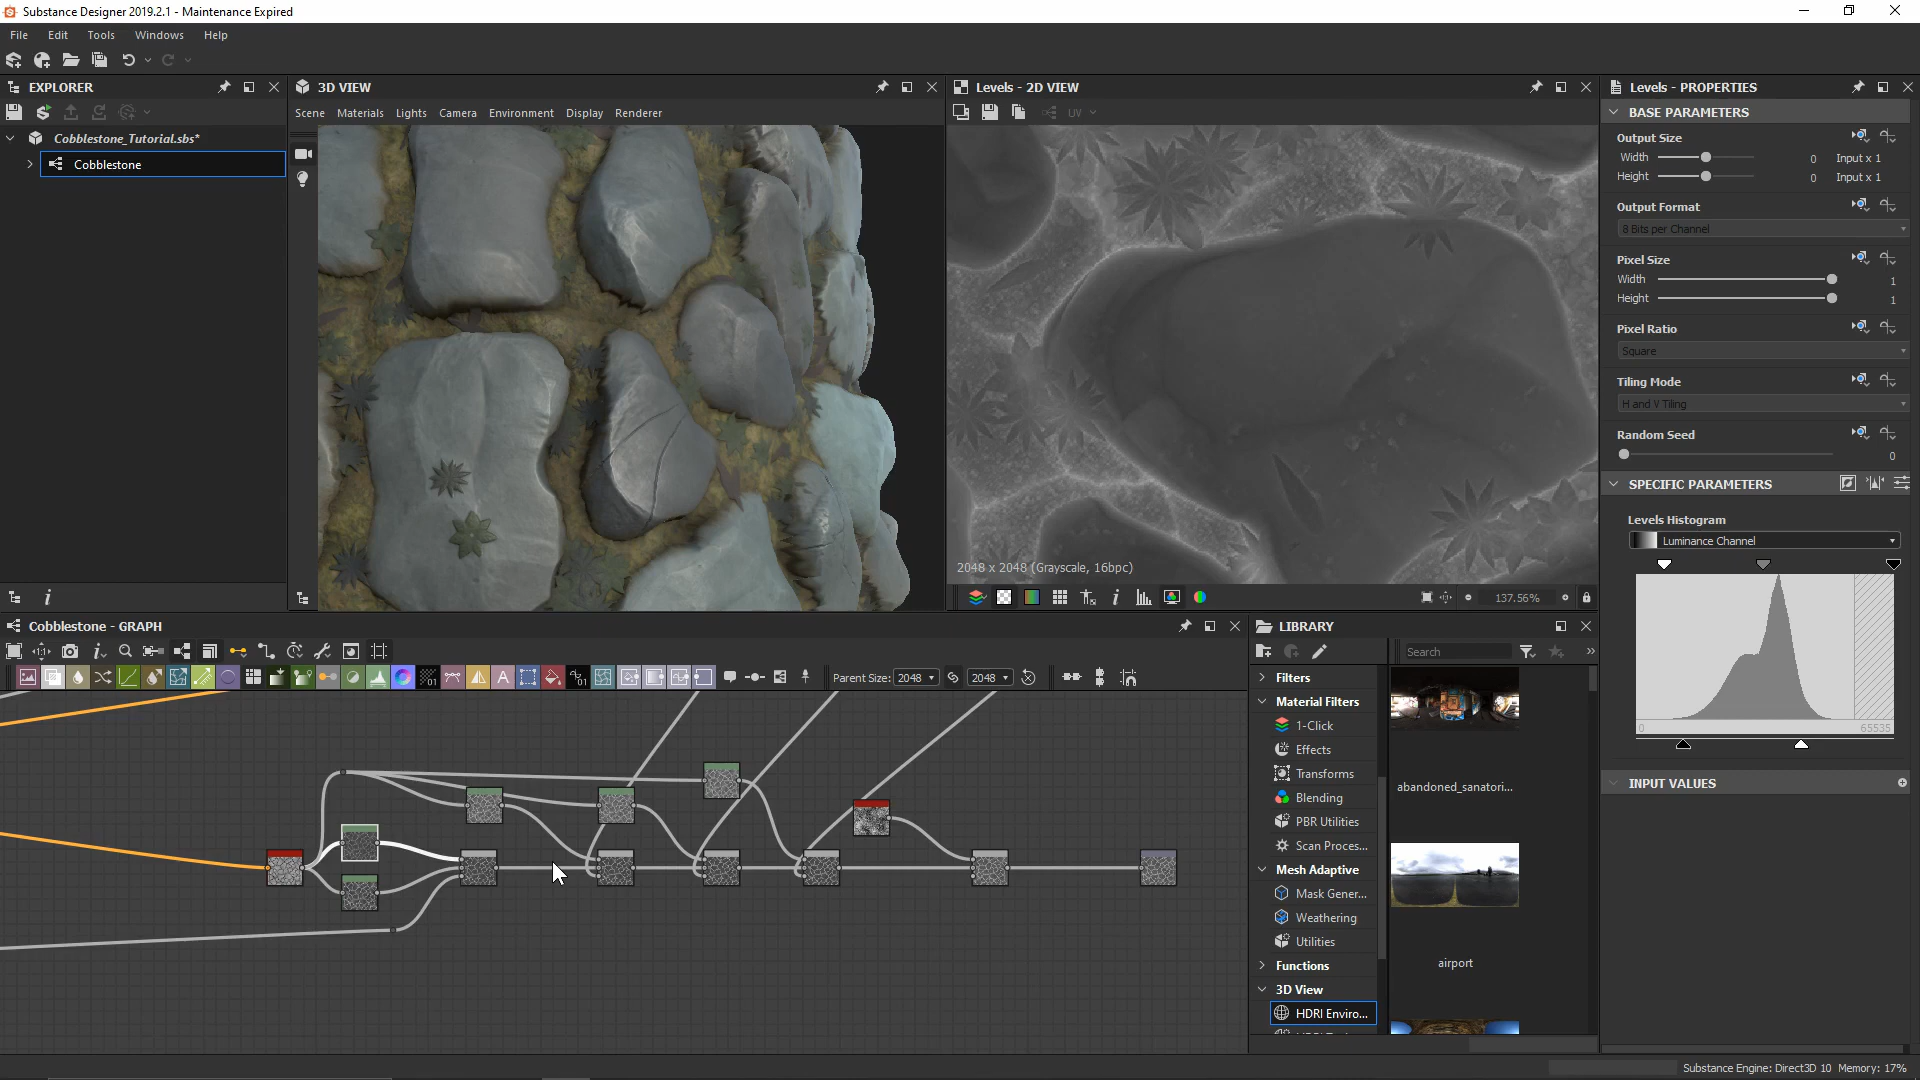 Substance Designer 2019.2.1 - Maintenance Expired
File Edit Tools Windows Help
EXPLORER
Cobblestone_Tutorial.sbs*
Cobblestone
3D VIEW
Scene Materials Lights Camera Environment Display Renderer
Levels - 2D VIEW
UV
2048 x 2048 (Grayscale, 16bpc)
137.56%
Levels - PROPERTIES
BASE PARAMETERS
Output Size
Width 0 Input x 1
Height 0 Input x 1
Output Format
8 Bits per Channel
Pixel Size
Width 1
Height 1
Pixel Ratio
Square
Tiling Mode
H and V Tiling
Random Seed
0
SPECIFIC PARAMETERS
Levels Histogram
Luminance Channel
0 65535
INPUT VALUES
Cobblestone - GRAPH
Parent Size: 2048 2048
LIBRARY
Search
Filters
Material Filters
1-Click
Effects
Transforms
Blending
PBR Utilities
Scan Proces...
Mesh Adaptive
Mask Gener...
Weathering
Utilities
Functions
3D View
HDRI Enviro...
abandoned_sanatori...
airport
Substance Engine: Direct3D 10 Memory: 17%